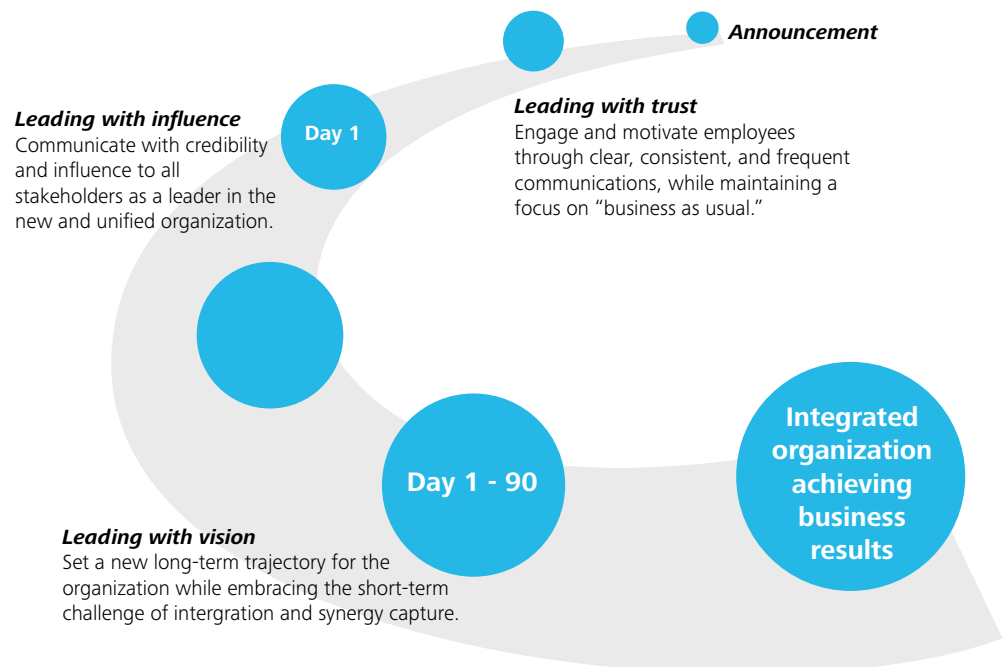 Announcement
Leading with trust
Engage and motivate employees
through clear, consistent, and frequent
communications, while maintaining a
focus on “business as usual.”
Leading with influence
Communicate with credibility
and influence to all
stakeholders as a leader in the
new and unified organization.
Day 1
Day 1 - 90
Leading with vision
Set a new long-term trajectory for the
organization while embracing the short-term
challenge of intergration and synergy capture.
Integrated
organization
achieving
business
results